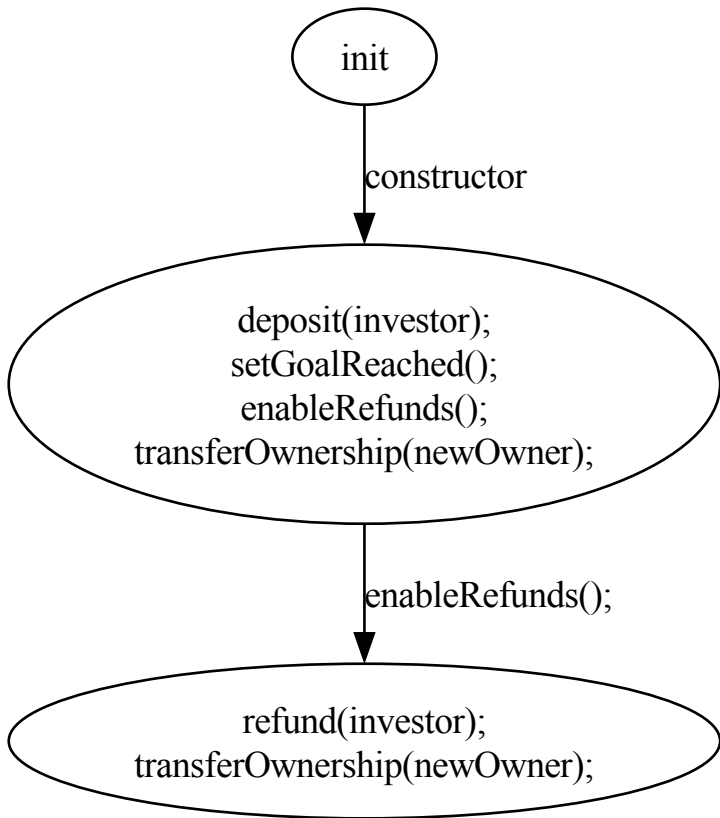 init
constructor
deposit(investor);
setGoalReached();
enableRefunds();
transferOwnership(newOwner);
enableRefunds();
refund(investor);
transferOwnership(newOwner);